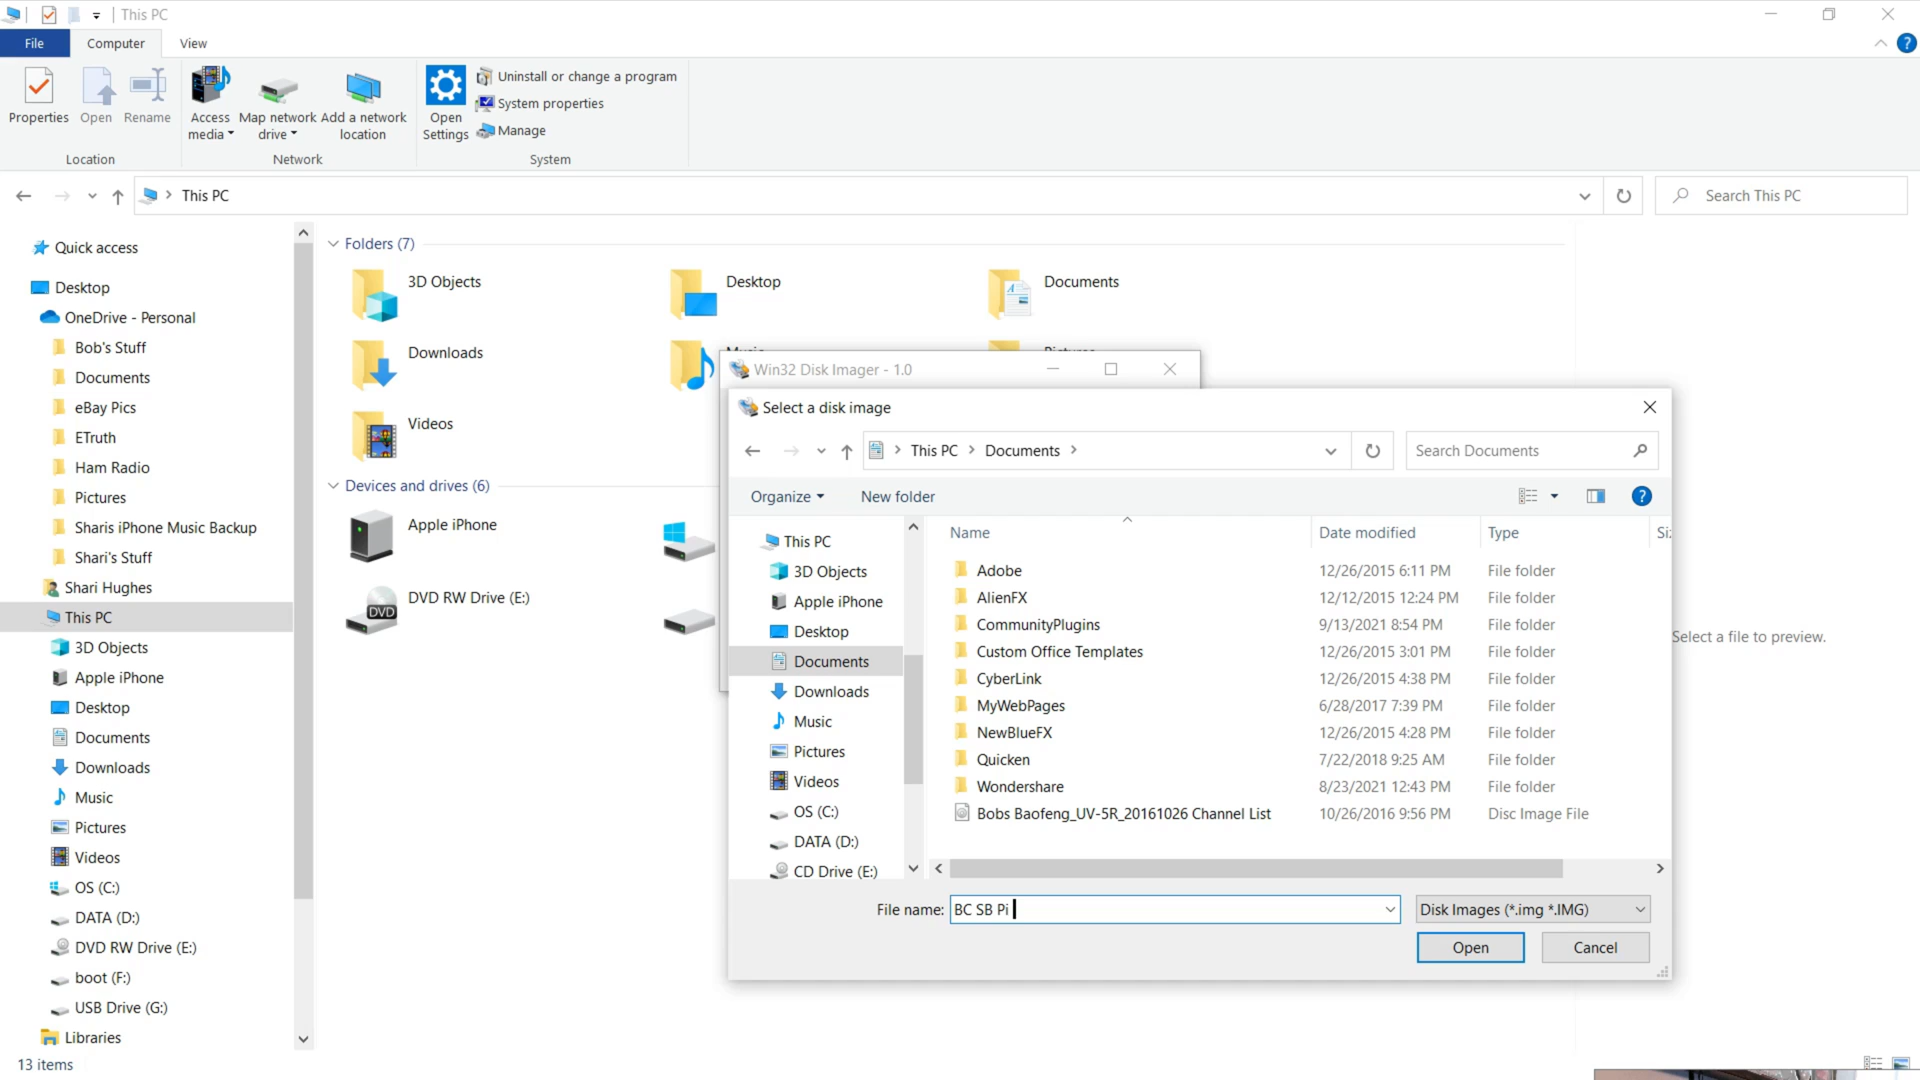 This PC
File
Computer
View
Properties
Open
Rename
Access
media
Map network
drive
Add a network
location
Open
Settings
Uninstall or change a program
System properties
Manage
Location
Network
System
This PC
Search This PC
Quick access
Desktop
OneDrive - Personal
Bob's Stuff
Documents
eBay Pics
ETruth
Ham Radio
Pictures
Sharis iPhone Music Backup
Shari's Stuff
Shari Hughes
This PC
3D Objects
Apple iPhone
Desktop
Documents
Downloads
Music
Pictures
Videos
OS (C:)
DATA (D:)
DVD RW Drive (E:)
boot (F:)
USB Drive (G:)
Libraries
13 items
Folders (7)
3D Objects
Desktop
Documents
Downloads
Music
Pictures
Videos
Devices and drives (6)
Apple iPhone
DVD RW Drive (E:)
DVD
Win32 Disk Imager - 1.0
Select a disk image
This PC
Documents
Search Documents
Organize
New folder
This PC
3D Objects
Apple iPhone
Desktop
Documents
Downloads
Music
Pictures
Videos
OS (C:)
DATA (D:)
CD Drive (E:)
Name Date modified Type Si
Adobe 12/26/2015 6:11 PM File folder
AlienFX 12/12/2015 12:24 PM File folder
CommunityPlugins 9/13/2021 8:54 PM File folder
Custom Office Templates 12/26/2015 3:01 PM File folder
CyberLink 12/26/2015 4:38 PM File folder
MyWebPages 6/28/2017 7:39 PM File folder
NewBlueFX 12/26/2015 4:28 PM File folder
Quicken 7/22/2018 9:25 AM File folder
Wondershare 8/23/2021 12:43 PM File folder
Bobs Baofeng_UV-5R_20161026 Channel List 10/26/2016 9:56 PM Disc Image File
File name: BC SB Pi
Disk Images (*.img *.IMG)
Open
Cancel
Select a file to preview.